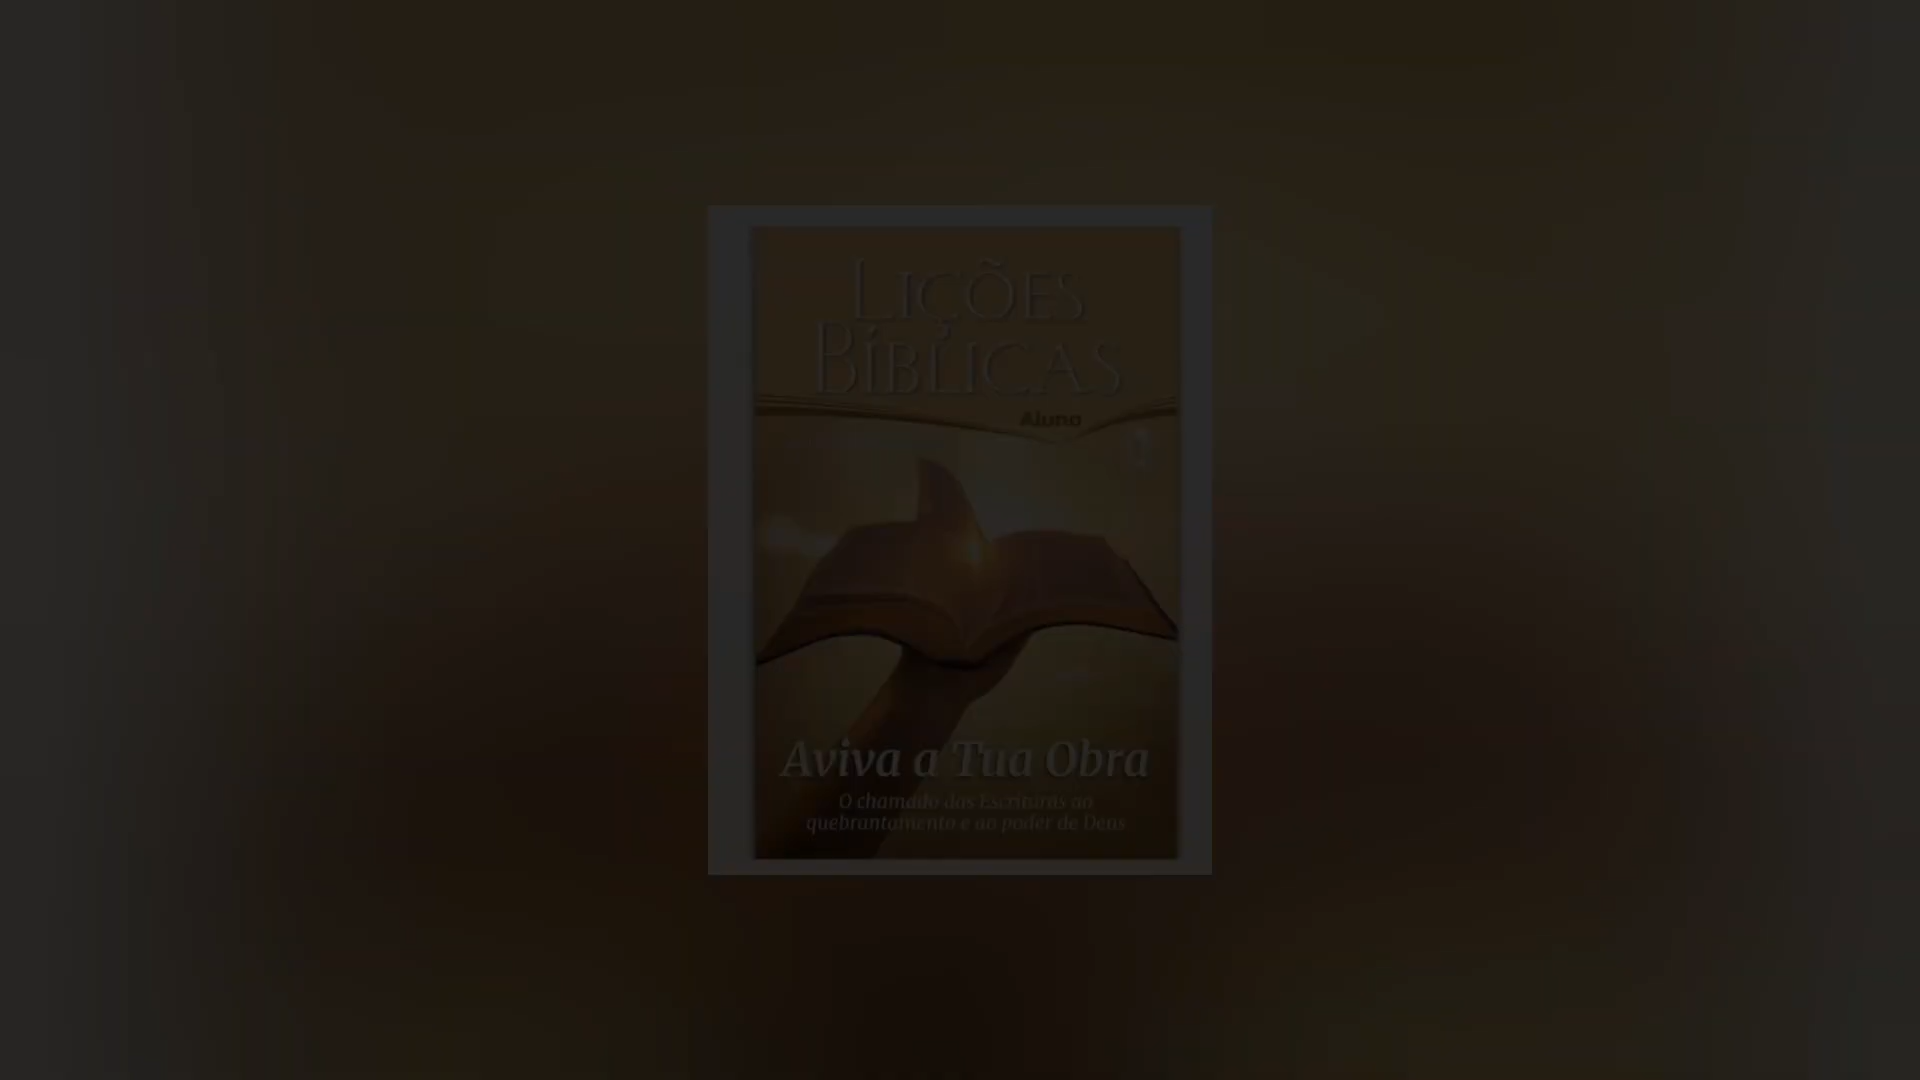 LIÇÕES
BÍBLICAS
Aluno
Aviva a Tua Obra
O chamado das Escrituras ao
quebrantamento e ao poder de Deus